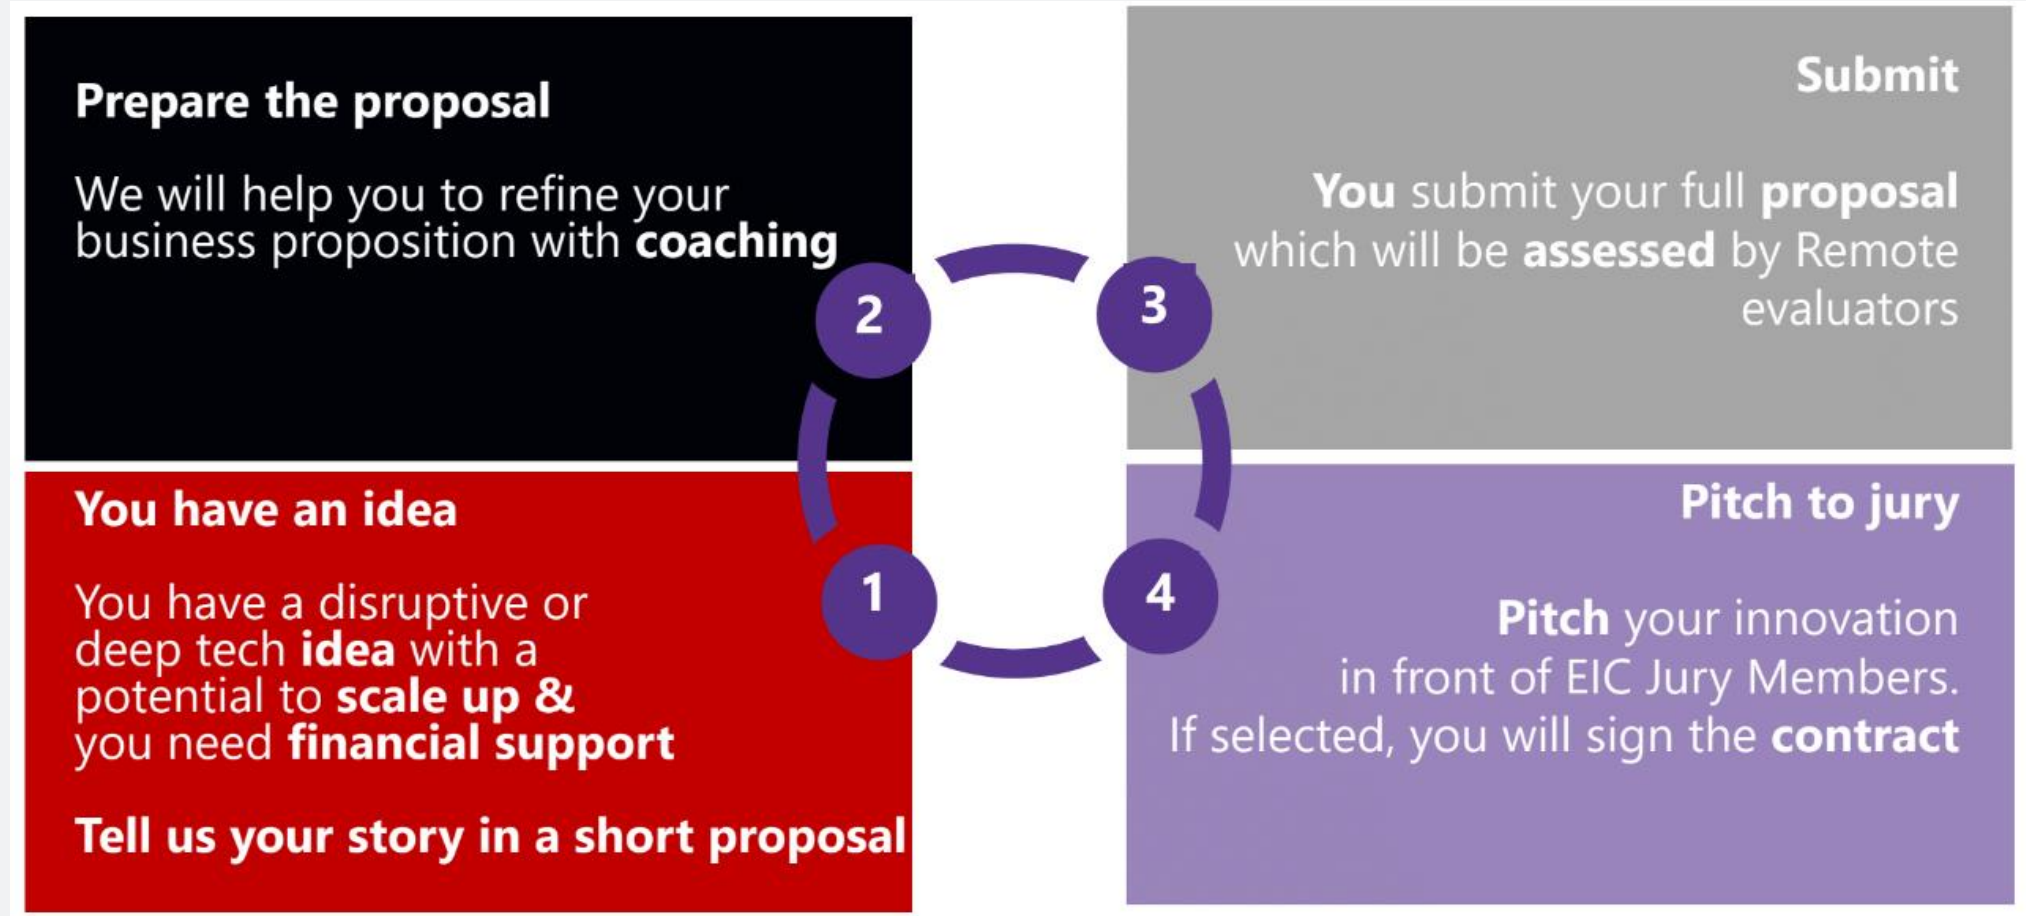 Prepare the proposal
We will help you to refine your
business proposition with coaching
2
Submit
You submit your full proposal
which will be assessed by Remote
evaluators
3
You have an idea
You have a disruptive or
deep tech idea with a
potential to scale up &
you need financial support
Tell us your story in a short proposal
1
Pitch to jury
Pitch your innovation
in front of EIC Jury Members.
If selected, you will sign the contract
4